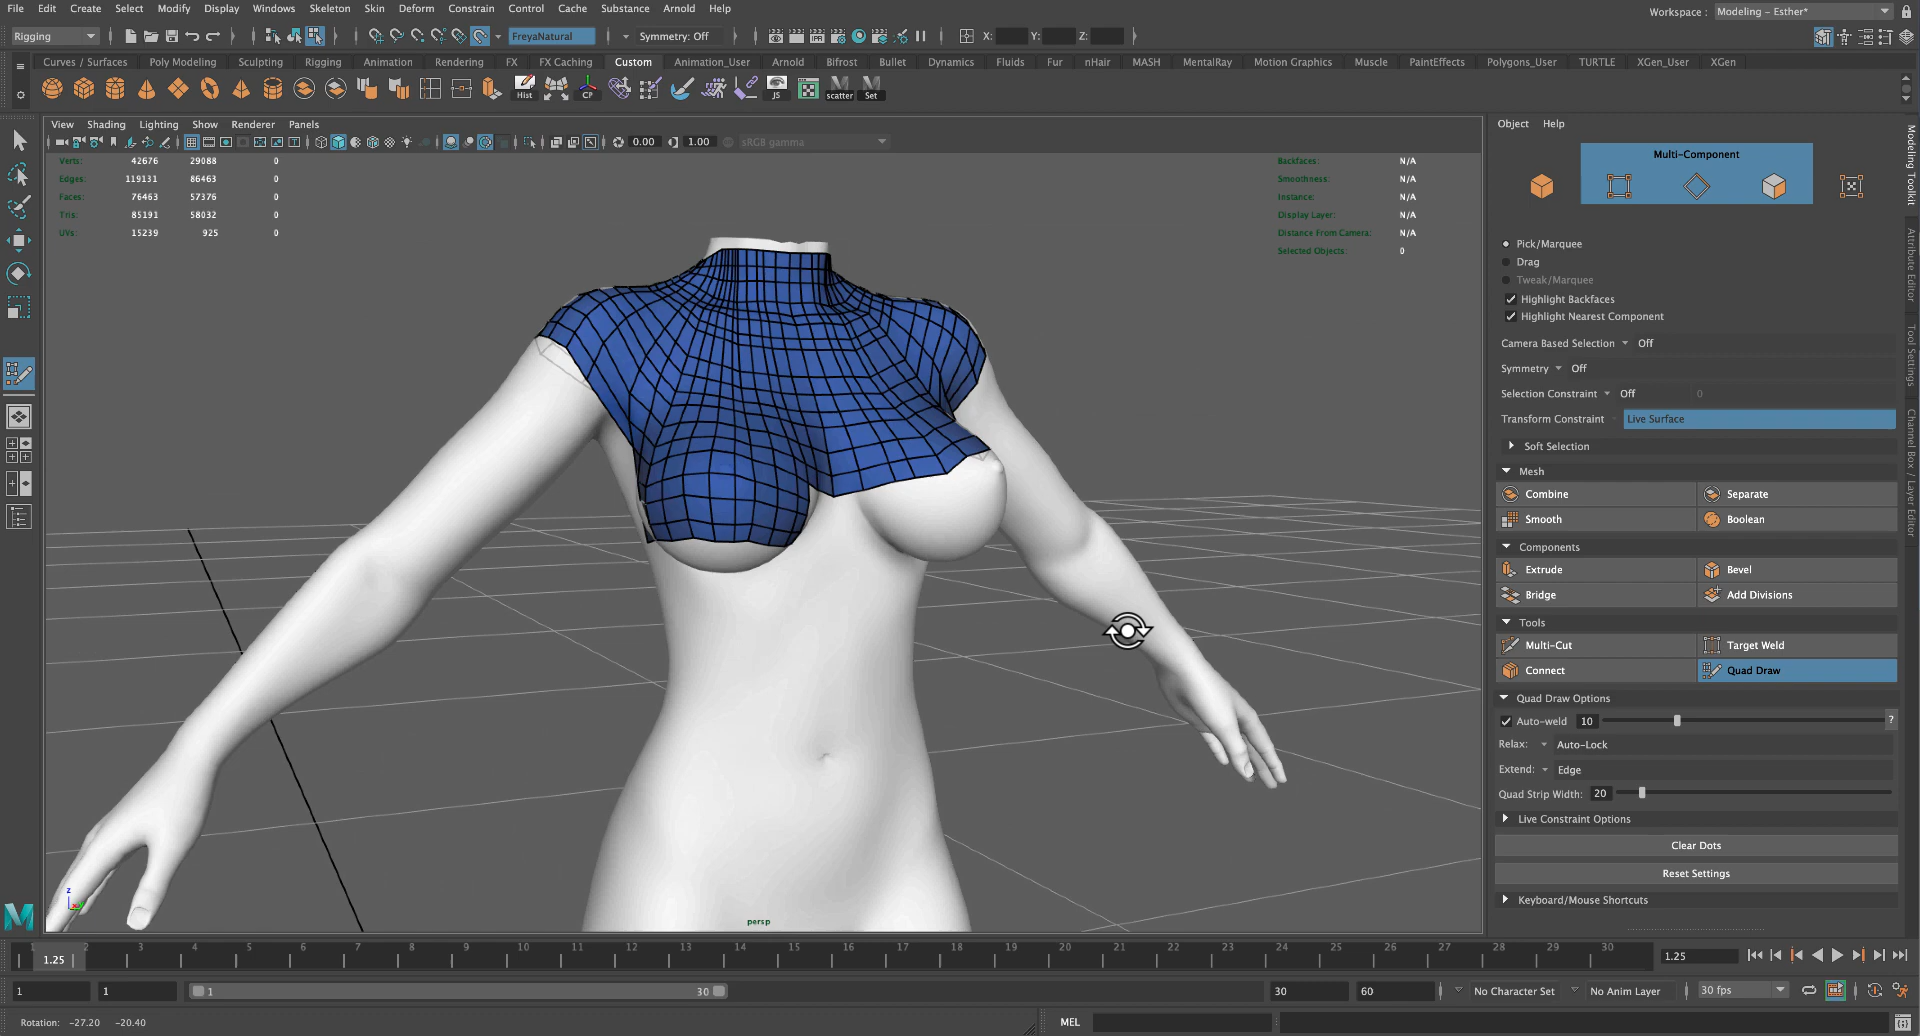 File Edit Create Select Modify Display Windows Skeleton Skin Deform Constrain Control Cache Substance Arnold Help
Workspace : Modeling - Esther*
Rigging FreyaNatural Symmetry: Off IPR X: Y: Z:
Curves / Surfaces Poly Modeling Sculpting Rigging Animation Rendering FX FX Caching Custom Animation_User Arnold Bifrost Bullet Dynamics Fluids Fur nHair MASH MentalRay Motion Graphics Muscle PaintEffects Polygons_User TURTLE XGen_User XGen
Hist CP JS scatter Set
View Shading Lighting Show Renderer Panels
0.00 1.00 sRGB gamma
Verts: 42676 29088 0
Edges: 119131 86463 0
Faces: 76463 57376 0
Tris: 85191 58032 0
UVs: 15239 925 0
Backfaces: N/A
Smoothness: N/A
Instance: N/A
Display Layer: N/A
Distance From Camera: N/A
Selected Objects: 0
z
x
persp
Object Help
Multi-Component
Pick/Marquee
Drag
Tweak/Marquee
Highlight Backfaces
Highlight Nearest Component
Camera Based Selection Off
Symmetry Off
Selection Constraint Off 0
Transform Constraint Live Surface
Soft Selection
Mesh
Combine Separate
Smooth Boolean
Components
Extrude Bevel
Bridge Add Divisions
Tools
Multi-Cut Target Weld
Connect Quad Draw
Quad Draw Options
Auto-weld 10 ?
Relax: Auto-Lock
Extend: Edge
Quad Strip Width: 20
Live Constraint Options
Clear Dots
Reset Settings
Keyboard/Mouse Shortcuts
Modeling Toolkit
Attribute Editor
Tool Settings
Channel Box / Layer Editor
1 2 3 4 5 6 7 8 9 10 11 12 13 14 15 16 17 18 19 20 21 22 23 24 25 26 27 28 29 30
1.25 1.25
1 1 1 30 30 60 No Character Set No Anim Layer 30 fps
Rotation: -27.20 -20.40 MEL